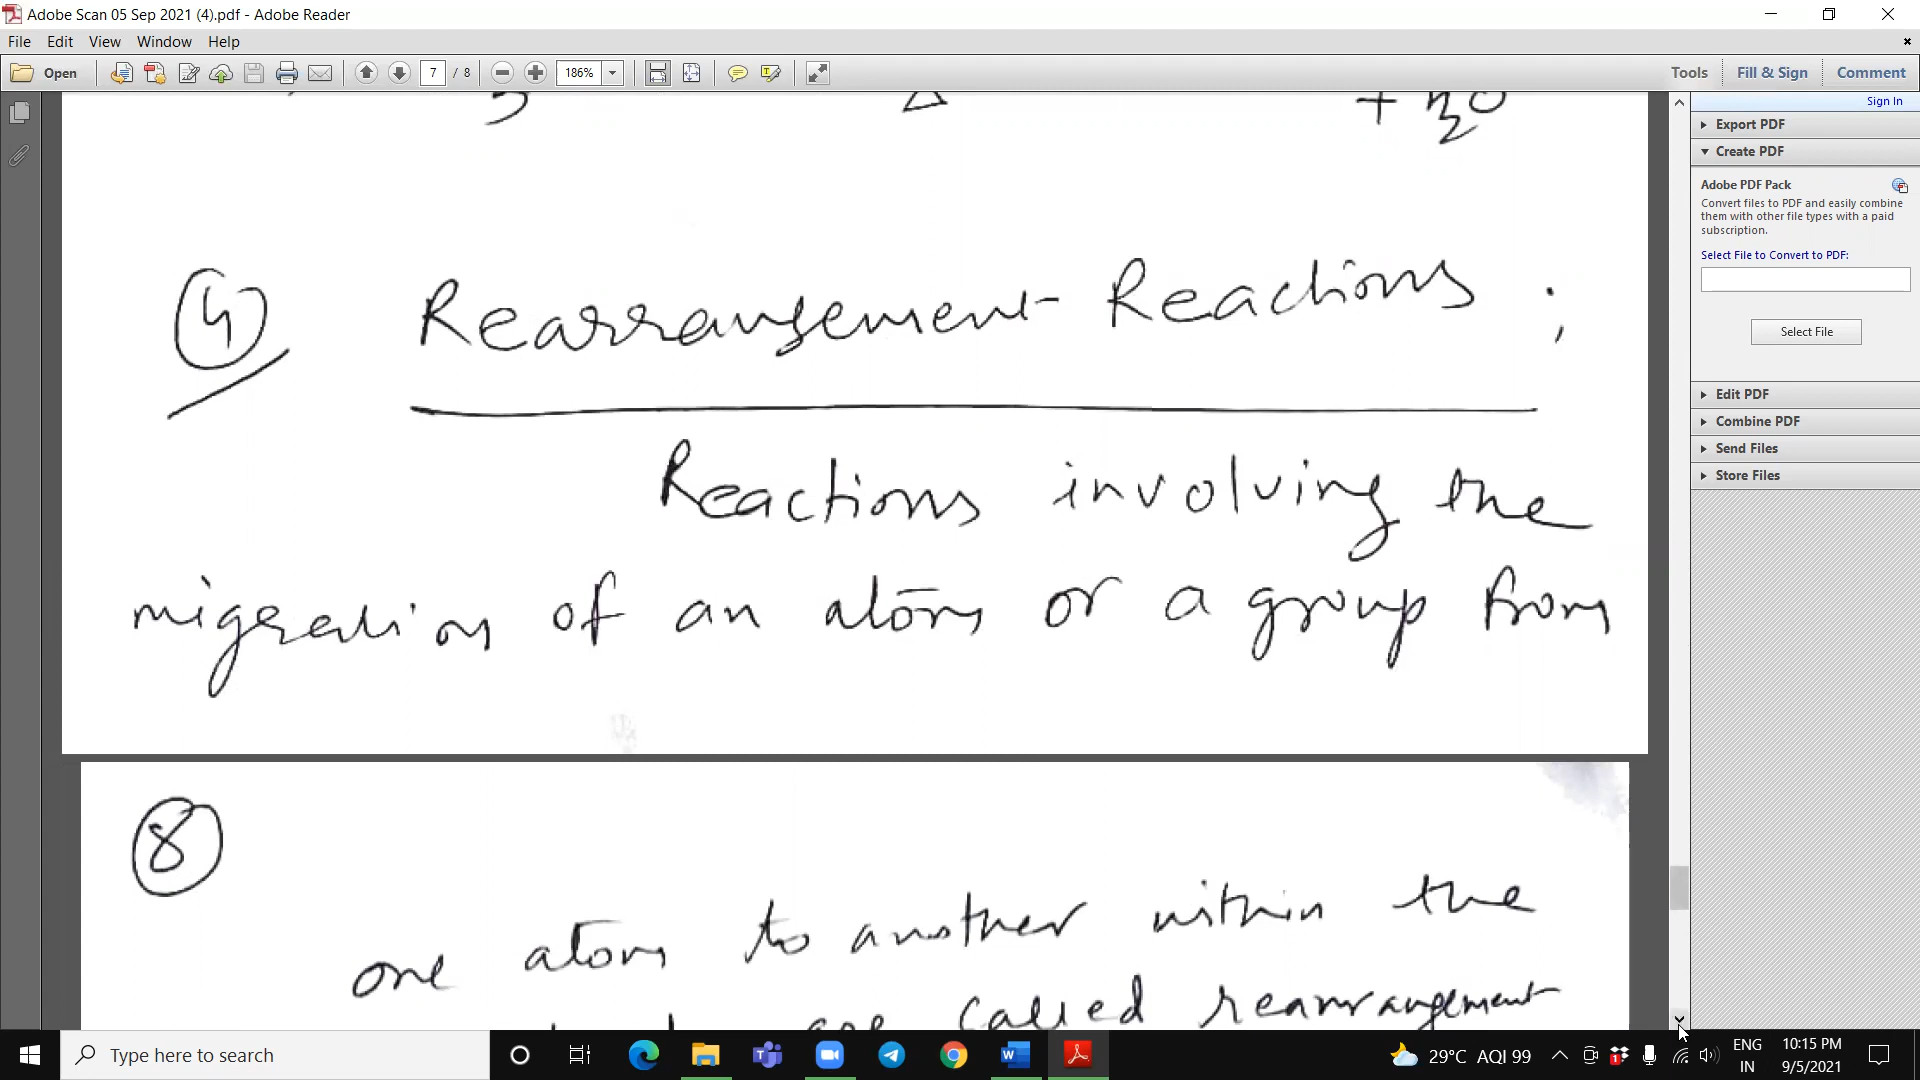 Adobe Scan 05 Sep 2021 (4).pdf - Adobe Reader
File Edit View Window Help
Open 7 / 8 186% Tools Fill & Sign Comment
Sign In
Export PDF
Create PDF
Adobe PDF Pack
Convert files to PDF and easily combine
them with other file types with a paid
subscription.
Select File to Convert to PDF:
Select File
Edit PDF
Combine PDF
Send Files
Store Files
+ H2O
4 Rearrangement Reactions ;
Reactions involving the
migration of an atom or a group from
8
one atom to another within the
are called rearrangement
Type here to search
29°C AQI 99
ENG
IN
10:15 PM
9/5/2021